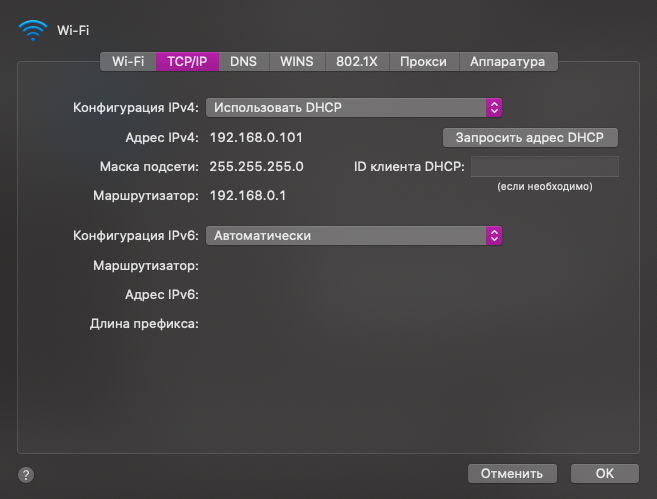 Wi-Fi
Wi-Fi TCP/IP DNS WINS 802.1X Прокси Аппаратура
Конфигурация IPv4: Использовать DHCP
Адрес IPv4: 192.168.0.101 Запросить адрес DHCP
Маска подсети: 255.255.255.0 ID клиента DHCP:
(если необходимо)
Маршрутизатор: 192.168.0.1
Конфигурация IPv6: Автоматически
Маршрутизатор:
Адрес IPv6:
Длина префикса:
? Отменить OK